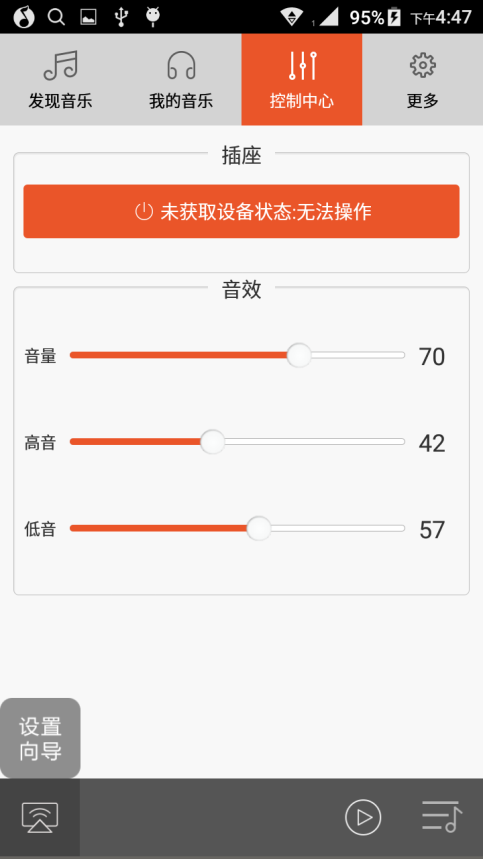 1 95% 下午4:47
发现音乐 我的音乐 控制中心 更多
插座
未获取设备状态:无法操作
音效
音量 70
高音 42
低音 57
设置
向导